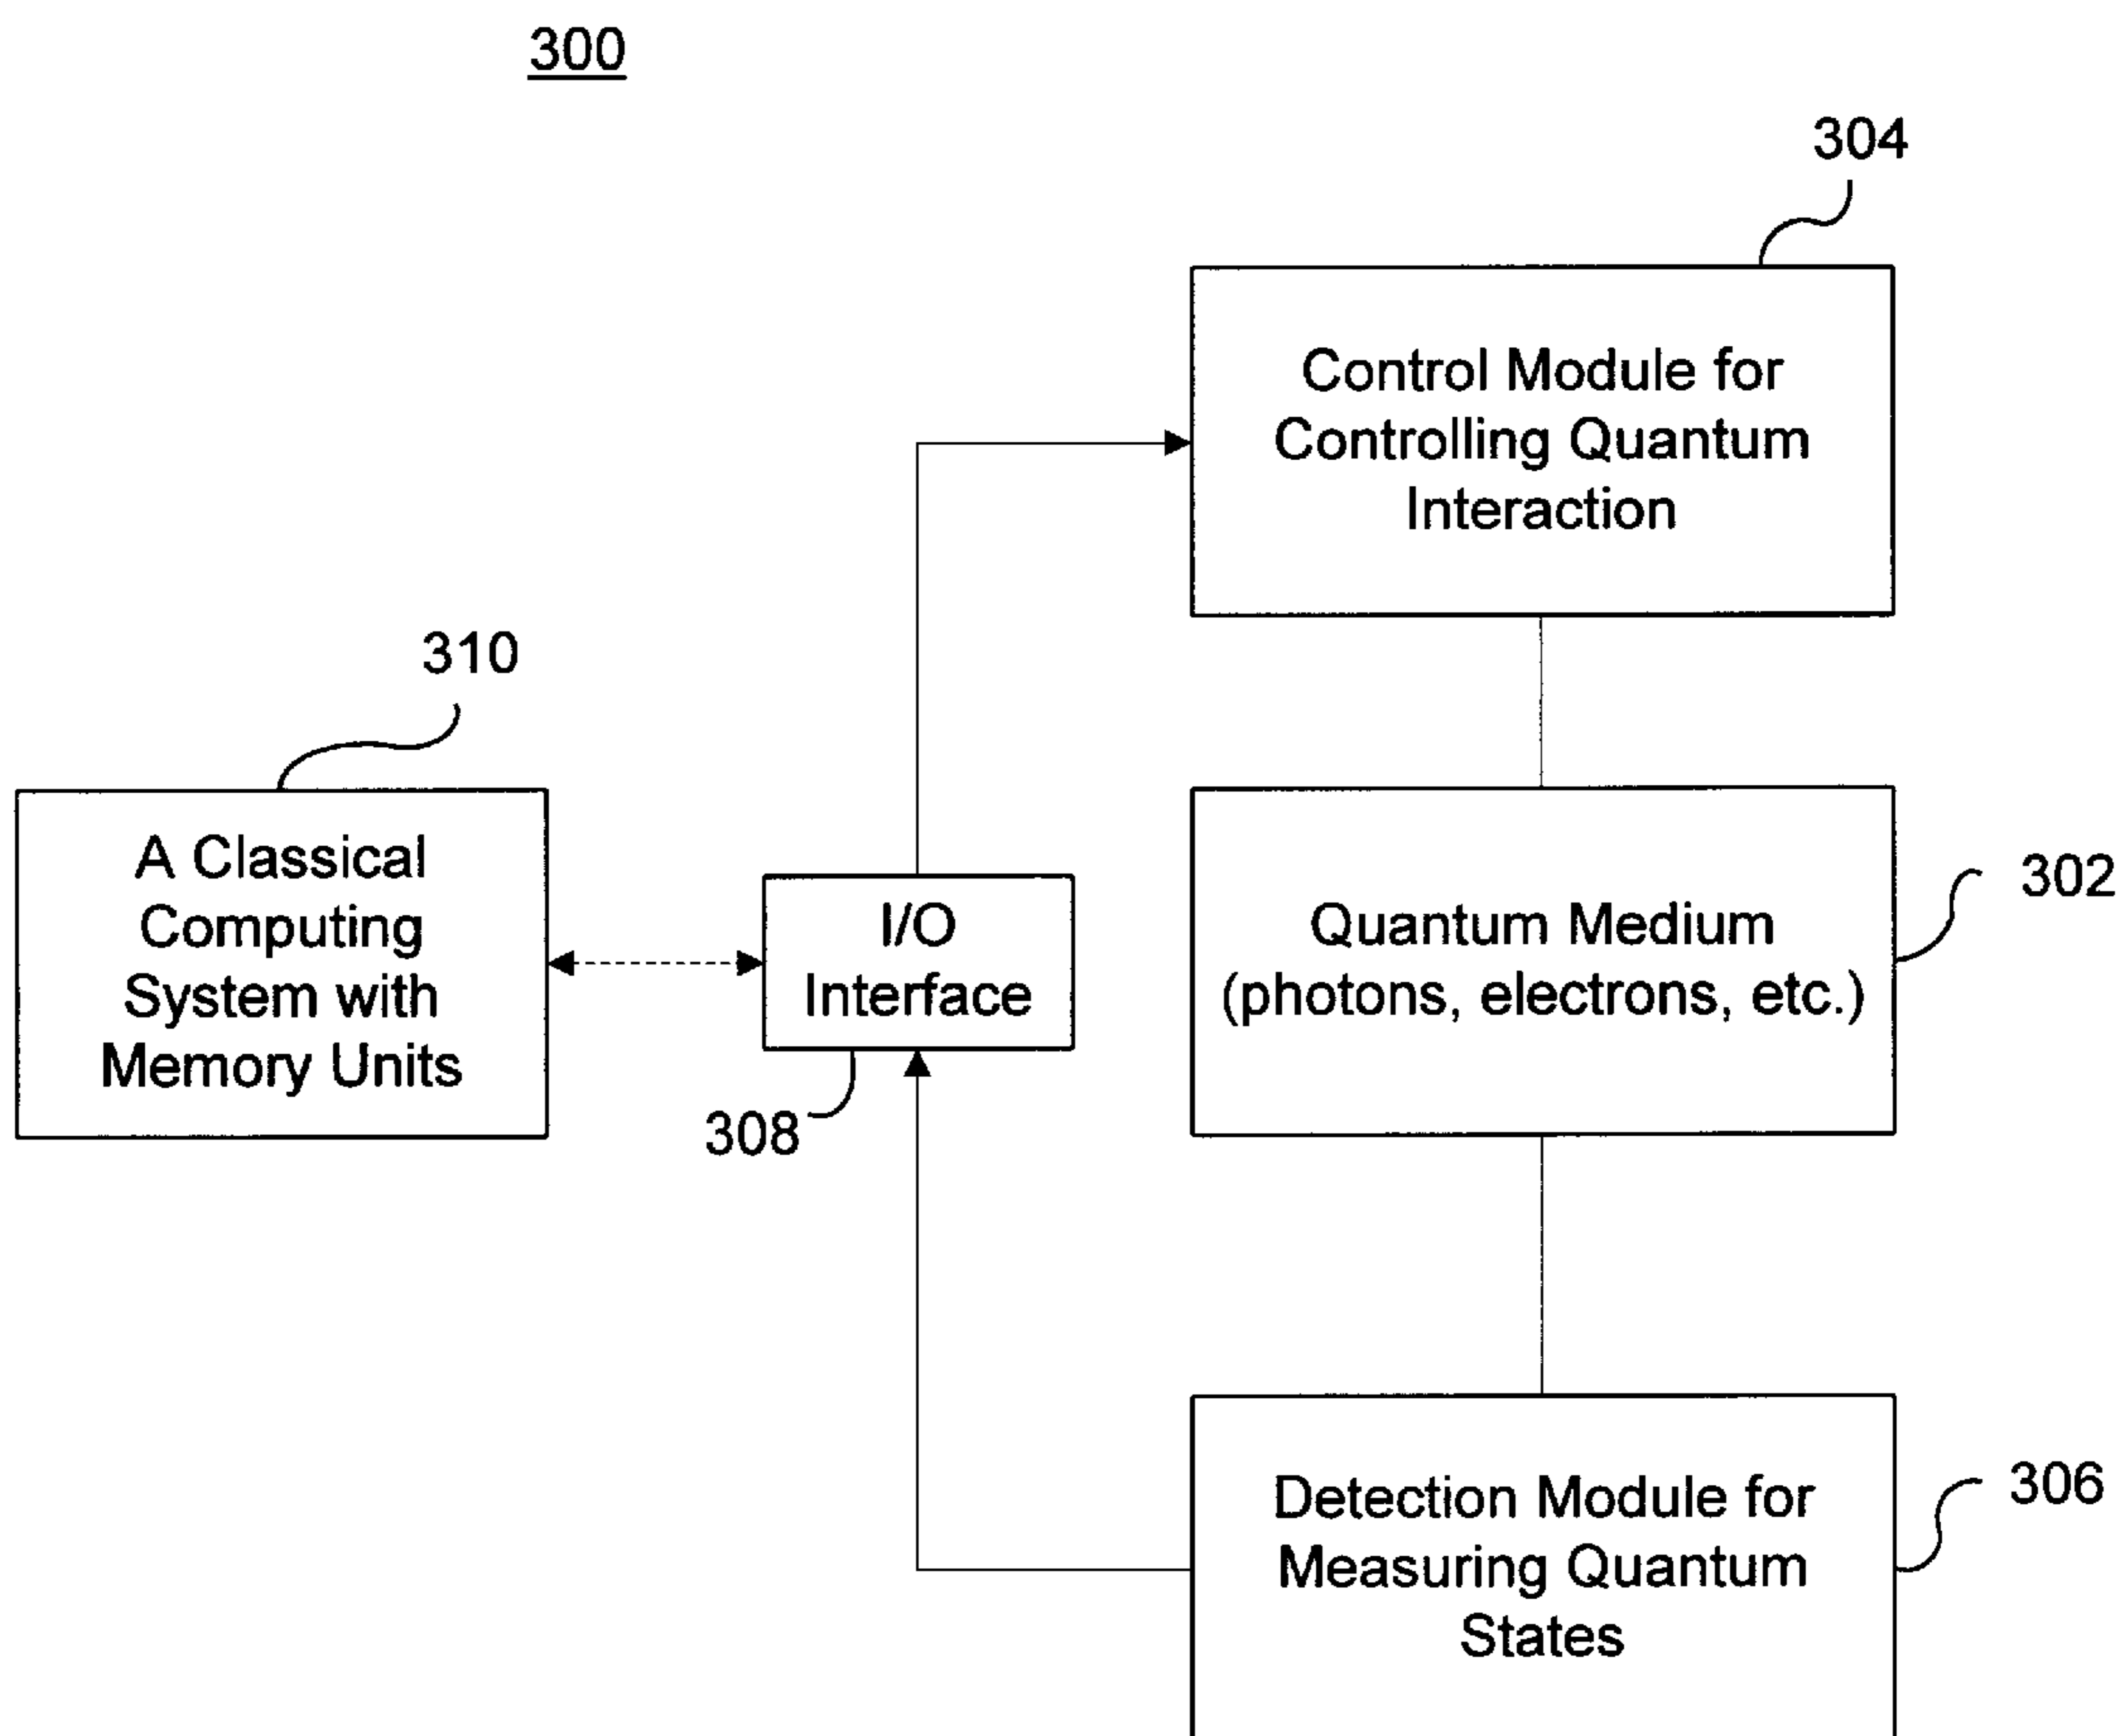 300
304
Control Module for
Controlling Quantum
Interaction
310
A Classical
Computing
System with
Memory Units
I/O
Interface
308
Quantum Medium
(photons, electrons, etc.)
302
Detection Module for
Measuring Quantum
States
306